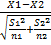 X1-X2
√(S1²/n1 + S2²/n2)